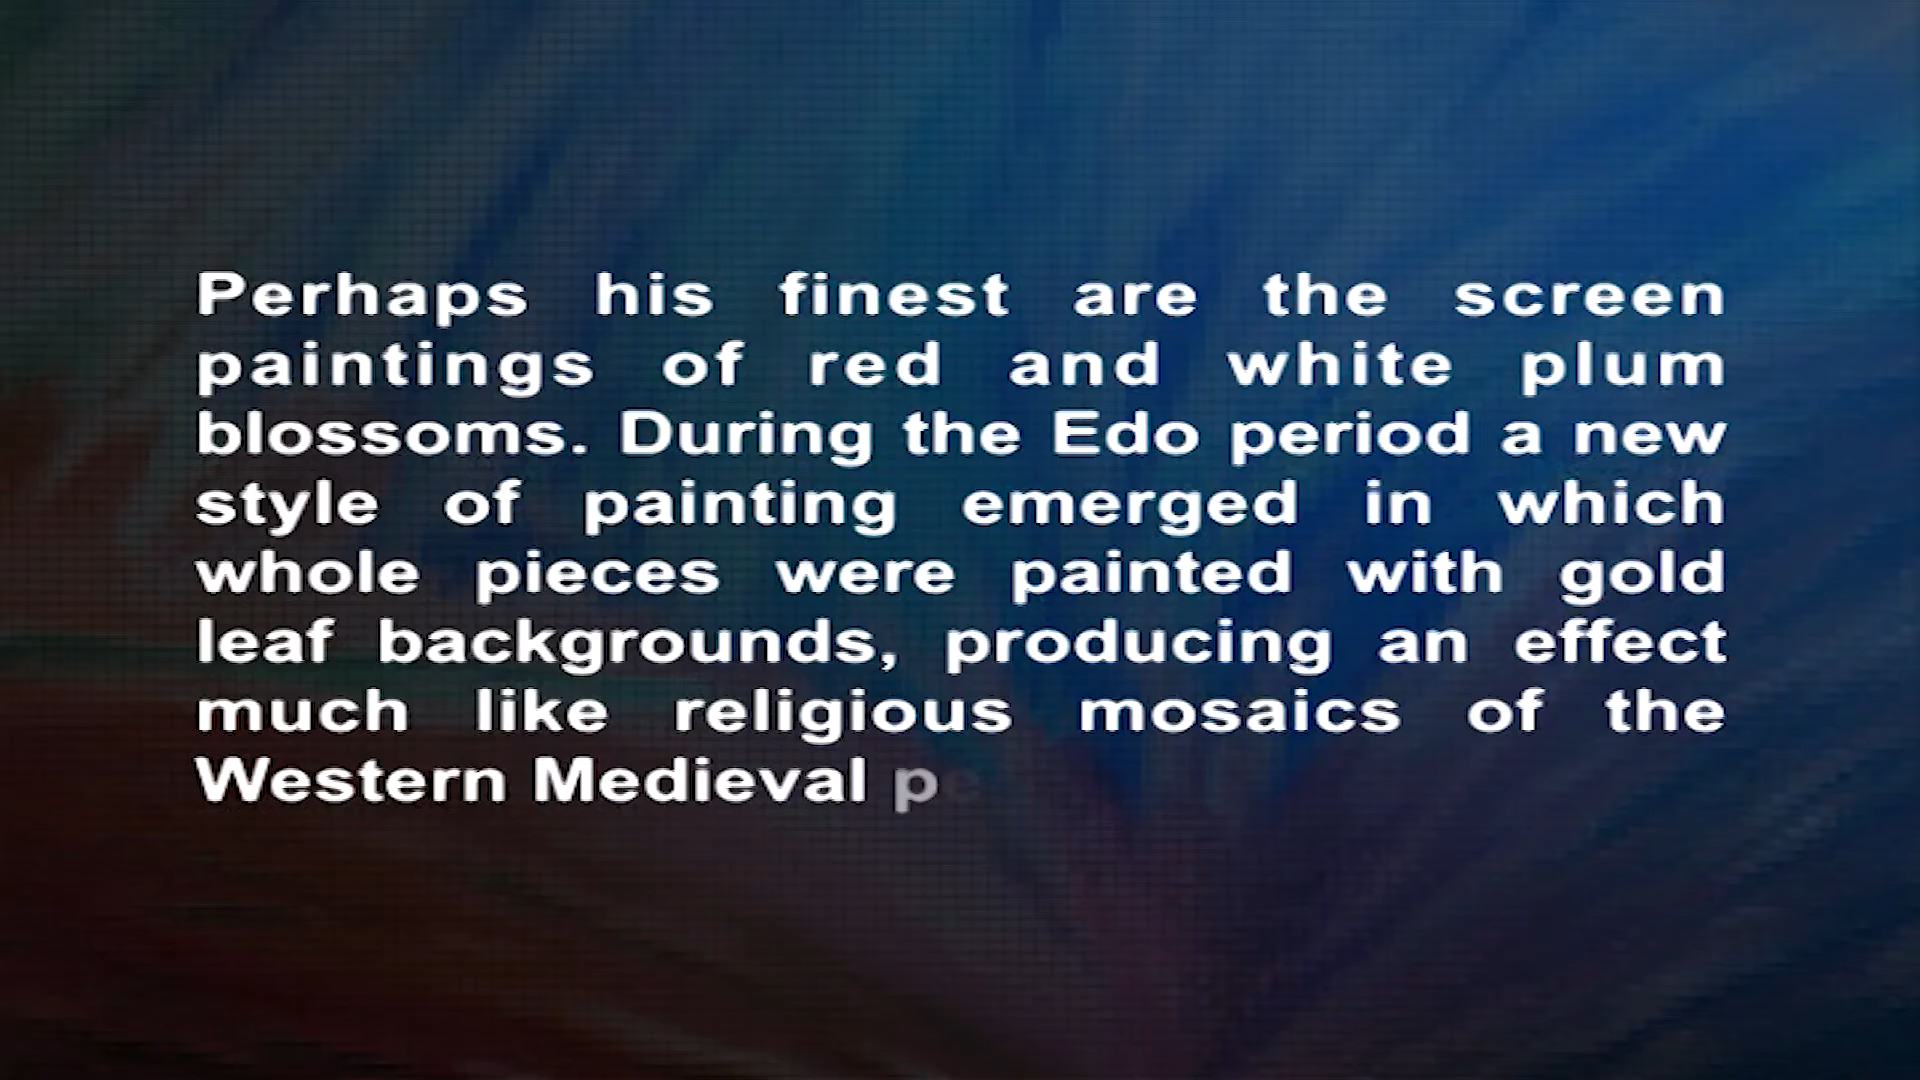 Perhaps his finest are the screen
paintings of red and white plum
blossoms. During the Edo period a new
style of painting emerged in which
whole pieces were painted with gold
leaf backgrounds, producing an effect
much like religious mosaics of the
Western Medieval pe